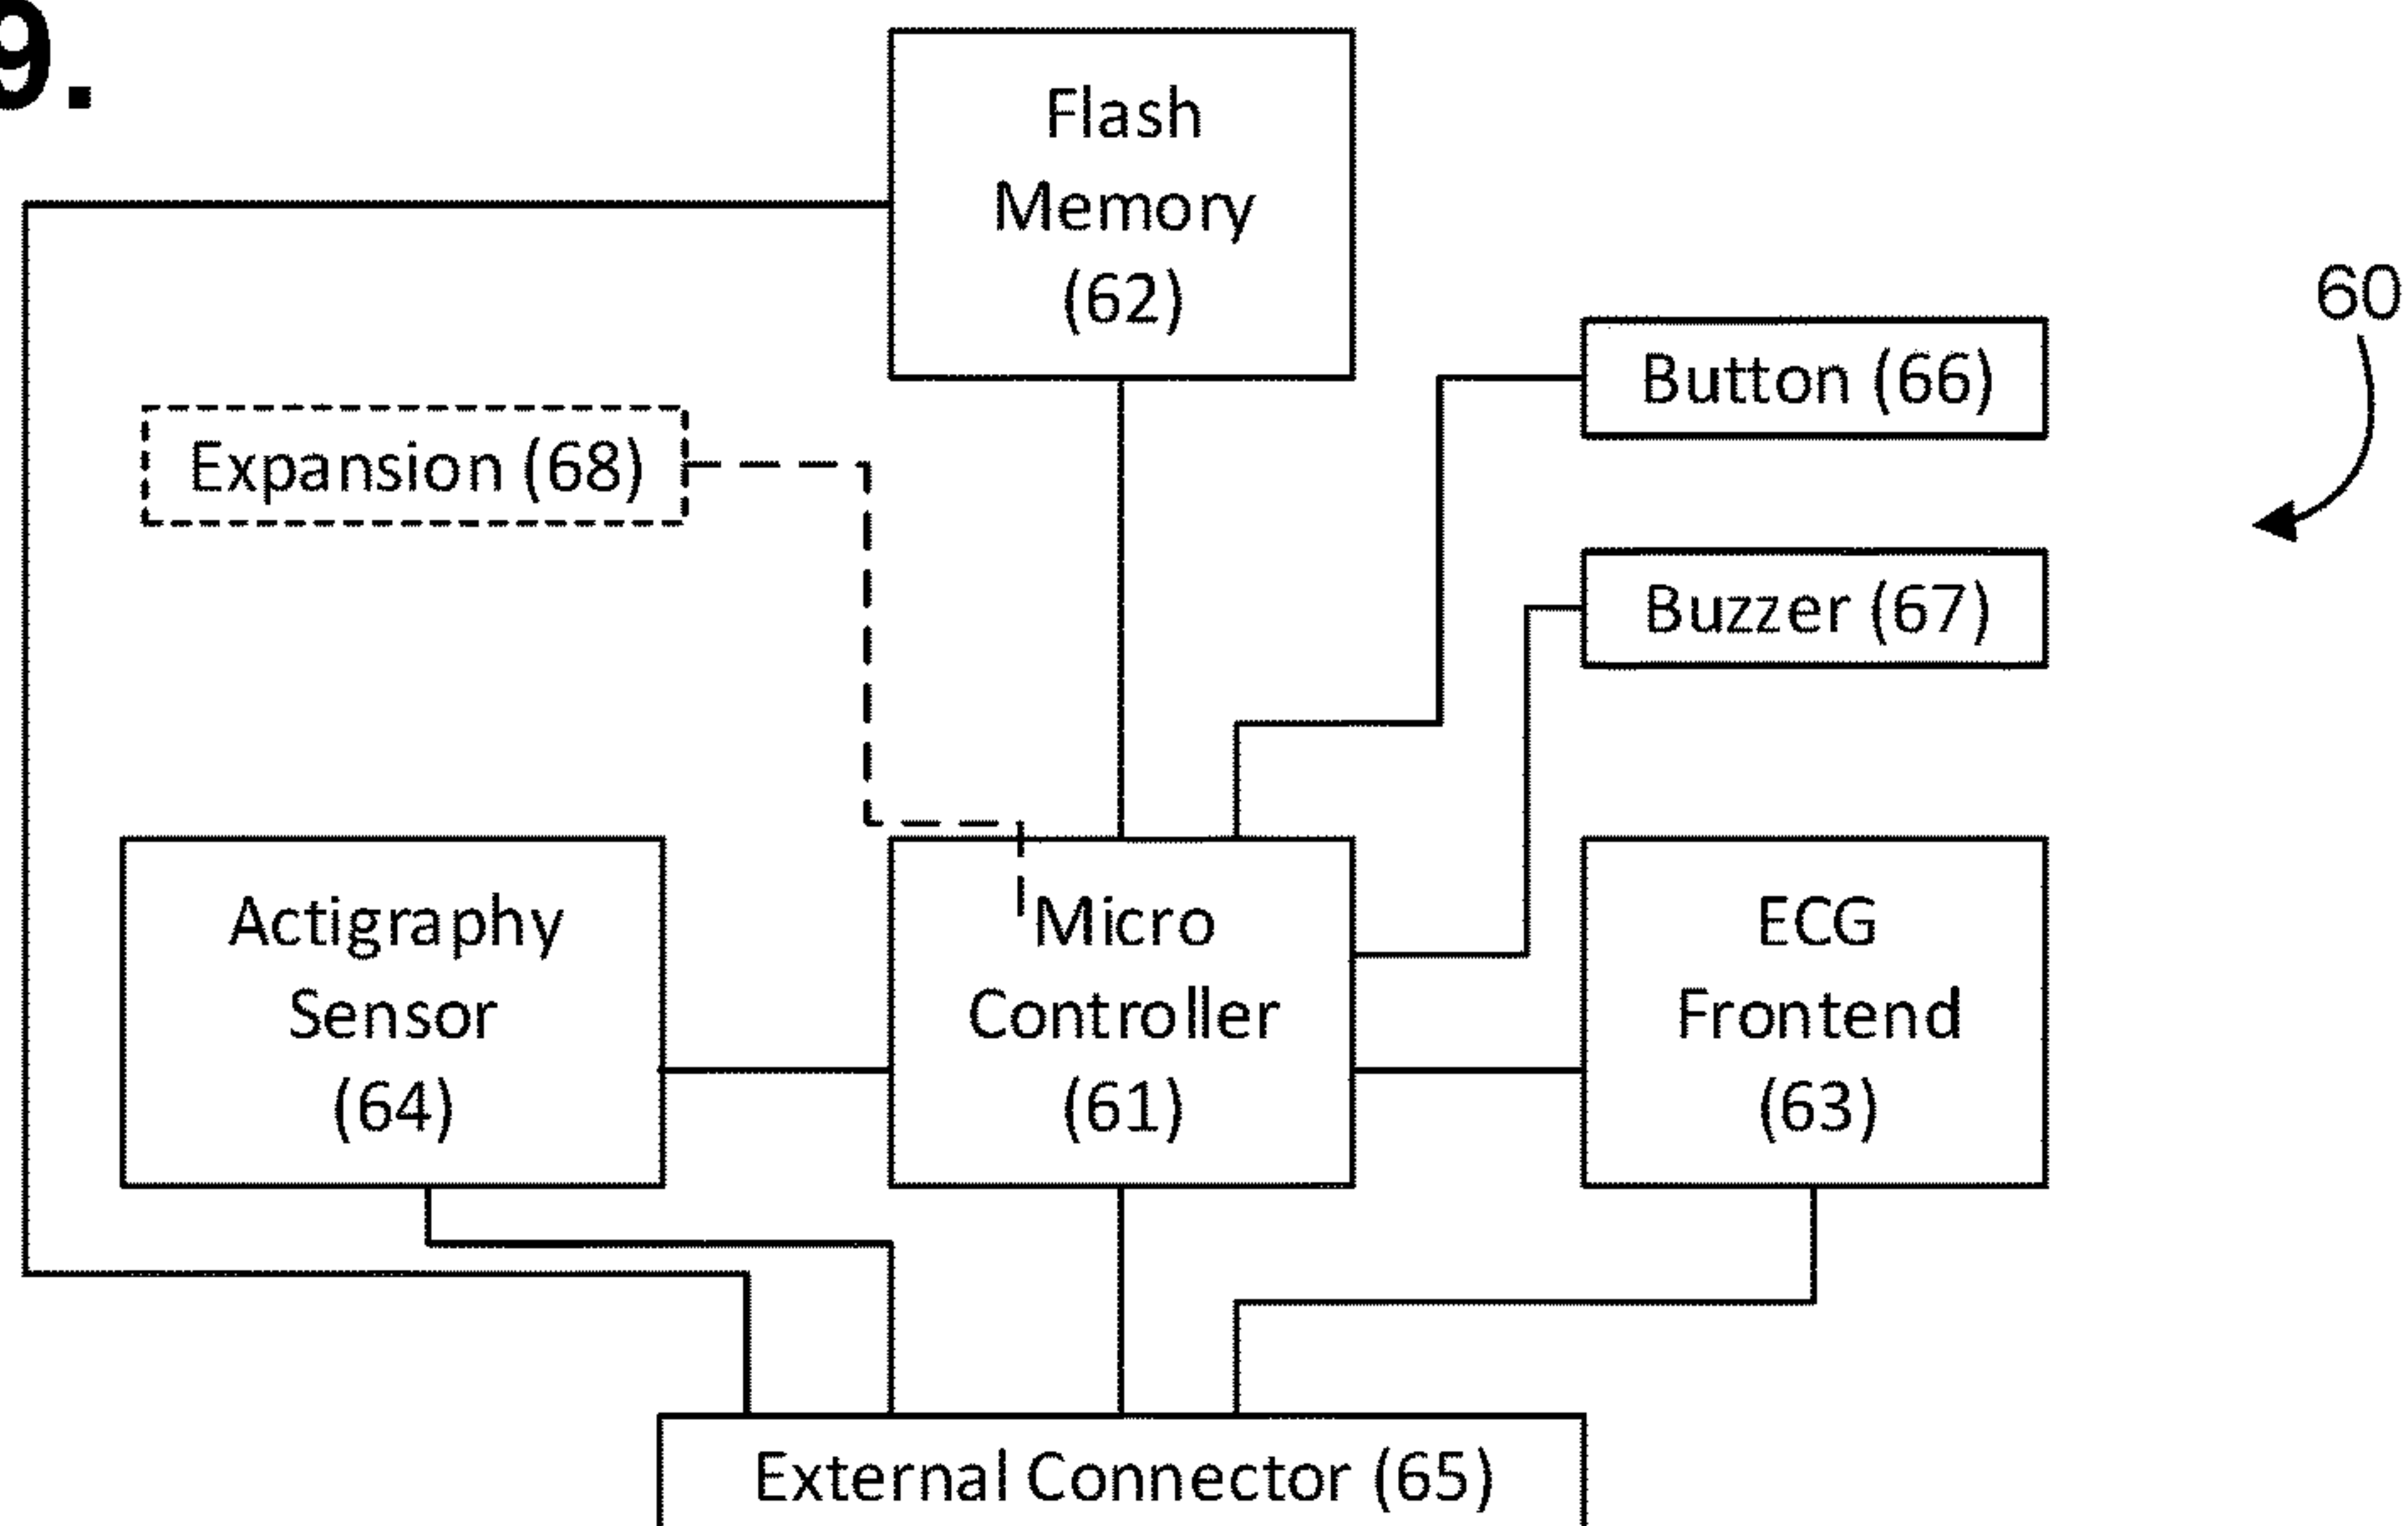 9.
Flash
Memory
(62)
60
Button (66)
Expansion (68)
Buzzer (67)
Actigraphy
Sensor
(64)
Micro
Controller
(61)
ECG
Frontend
(63)
External Connector (65)